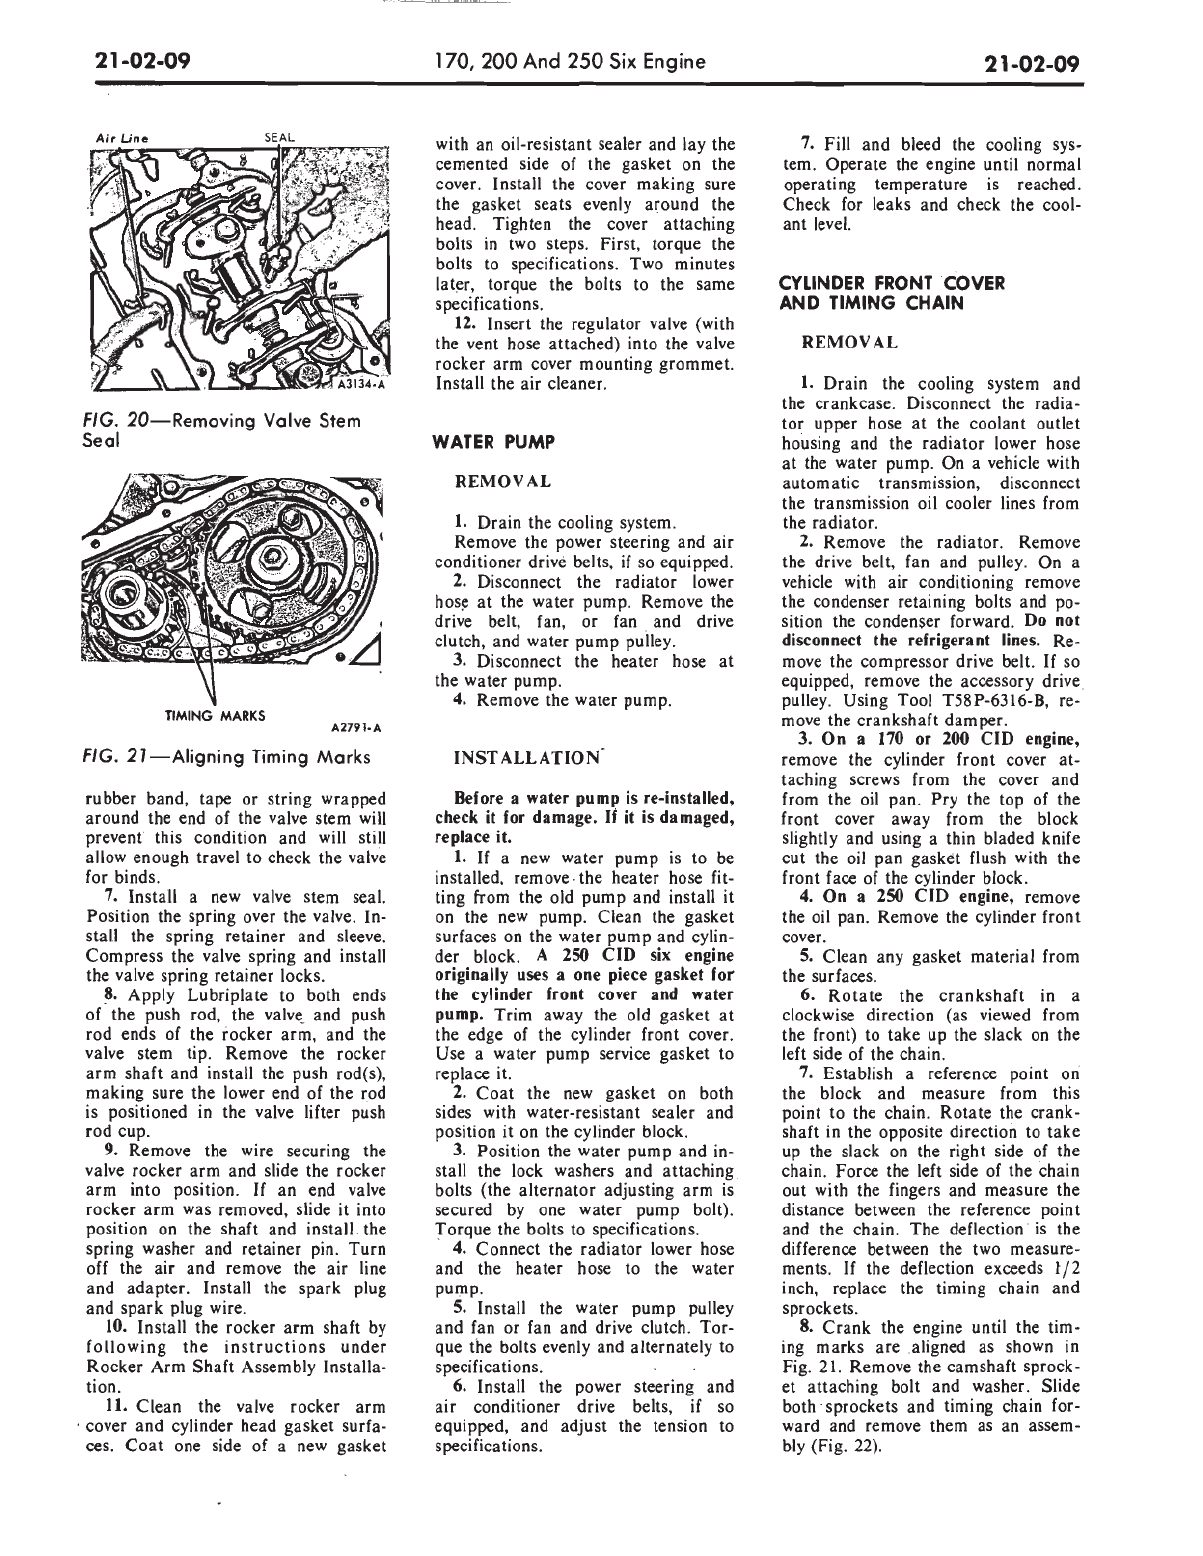 21-02-09
170, 200 And 250 Six Engine
21-02-09
Air Line
SEAL
A3134-A
FIG. 20—Removing Valve Stem
Seal
TIMING MARKS
A2791-A
FIG. 21—Aligning Timing Marks
rubber band, tape or string wrapped
around the end of the valve stem will
prevent this condition and will still
allow enough travel to check the valve
for binds.
7. Install a new valve stem seal.
Position the spring over the valve. In-
stall the spring retainer and sleeve.
Compress the valve spring and install
the valve spring retainer locks.
8. Apply Lubriplate to both ends
of the push rod, the valve and push
rod ends of the rocker arm, and the
valve stem tip. Remove the rocker
arm shaft and install the push rod(s),
making sure the lower end of the rod
is positioned in the valve lifter push
rod cup.
9. Remove the wire securing the
valve rocker arm and slide the rocker
arm into position. If an end valve
rocker arm was removed, slide it into
position on the shaft and install the
spring washer and retainer pin. Turn
off the air and remove the air line
and adapter. Install the spark plug
and spark plug wire.
10. Install the rocker arm shaft by
following the instructions under
Rocker Arm Shaft Assembly Installa-
tion.
11. Clean the valve rocker arm
cover and cylinder head gasket surfa-
ces. Coat one side of a new gasket
with an oil-resistant sealer and lay the
cemented side of the gasket on the
cover. Install the cover making sure
the gasket seats evenly around the
head. Tighten the cover attaching
bolts in two steps. First, torque the
bolts to specifications. Two minutes
later, torque the bolts to the same
specifications.
12. Insert the regulator valve (with
the vent hose attached) into the valve
rocker arm cover mounting grommet.
Install the air cleaner.
WATER PUMP
REMOVAL
1. Drain the cooling system.
Remove the power steering and air
conditioner drive belts, if so equipped.
2. Disconnect the radiator lower
hose at the water pump. Remove the
drive belt, fan, or fan and drive
clutch, and water pump pulley.
3. Disconnect the heater hose at
the water pump.
4. Remove the water pump.
INSTALLATION
Before a water pump is re-installed,
check it for damage. If it is damaged,
replace it.
1. If a new water pump is to be
installed, remove the heater hose fit-
ting from the old pump and install it
on the new pump. Clean the gasket
surfaces on the water pump and cylin-
der block. A 250 CID six engine
originally uses a one piece gasket for
the cylinder front cover and water
pump. Trim away the old gasket at
the edge of the cylinder front cover.
Use a water pump service gasket to
replace it.
2. Coat the new gasket on both
sides with water-resistant sealer and
position it on the cylinder block.
3. Position the water pump and in-
stall the lock washers and attaching
bolts (the alternator adjusting arm is
secured by one water pump bolt).
Torque the bolts to specifications.
4. Connect the radiator lower hose
and the heater hose to the water
pump.
5. Install the water pump pulley
and fan or fan and drive clutch. Tor-
que the bolts evenly and alternately to
specifications.
6. Install the power steering and
air conditioner drive belts, if so
equipped, and adjust the tension to
specifications.
7. Fill and bleed the cooling sys-
tem. Operate the engine until normal
operating temperature is reached.
Check for leaks and check the cool-
ant level.
CYLINDER FRONT COVER
AND TIMING CHAIN
REMOVAL
1. Drain the cooling system and
the crankcase. Disconnect the radia-
tor upper hose at the coolant outlet
housing and the radiator lower hose
at the water pump. On a vehicle with
automatic transmission, disconnect
the transmission oil cooler lines from
the radiator.
2. Remove the radiator. Remove
the drive belt, fan and pulley. On a
vehicle with air conditioning remove
the condenser retaining bolts and po-
sition the condenser forward. Do not
disconnect the refrigerant lines. Re-
move the compressor drive belt. If so
equipped, remove the accessory drive
pulley. Using Tool T58P-6316-B, re-
move the crankshaft damper.
3. On a 170 or 200 CID engine,
remove the cylinder front cover at-
taching screws from the cover and
from the oil pan. Pry the top of the
front cover away from the block
slightly and using a thin bladed knife
cut the oil pan gasket flush with the
front face of the cylinder block.
4. On a 250 CID engine, remove
the oil pan. Remove the cylinder front
cover.
5. Clean any gasket material from
the surfaces.
6. Rotate the crankshaft in a
clockwise direction (as viewed from
the front) to take up the slack on the
left side of the chain.
7. Establish a reference point on
the block and measure from this
point to the chain. Rotate the crank-
shaft in the opposite direction to take
up the slack on the right side of the
chain. Force the left side of the chain
out with the fingers and measure the
distance between the reference point
and the chain. The deflection is the
difference between the two measure-
ments. If the deflection exceeds 1/2
inch, replace the timing chain and
sprockets.
8. Crank the engine until the tim-
ing marks are aligned as shown in
Fig. 21. Remove the camshaft sprock-
et attaching bolt and washer. Slide
both sprockets and timing chain for-
ward and remove them as an assem-
bly (Fig. 22).